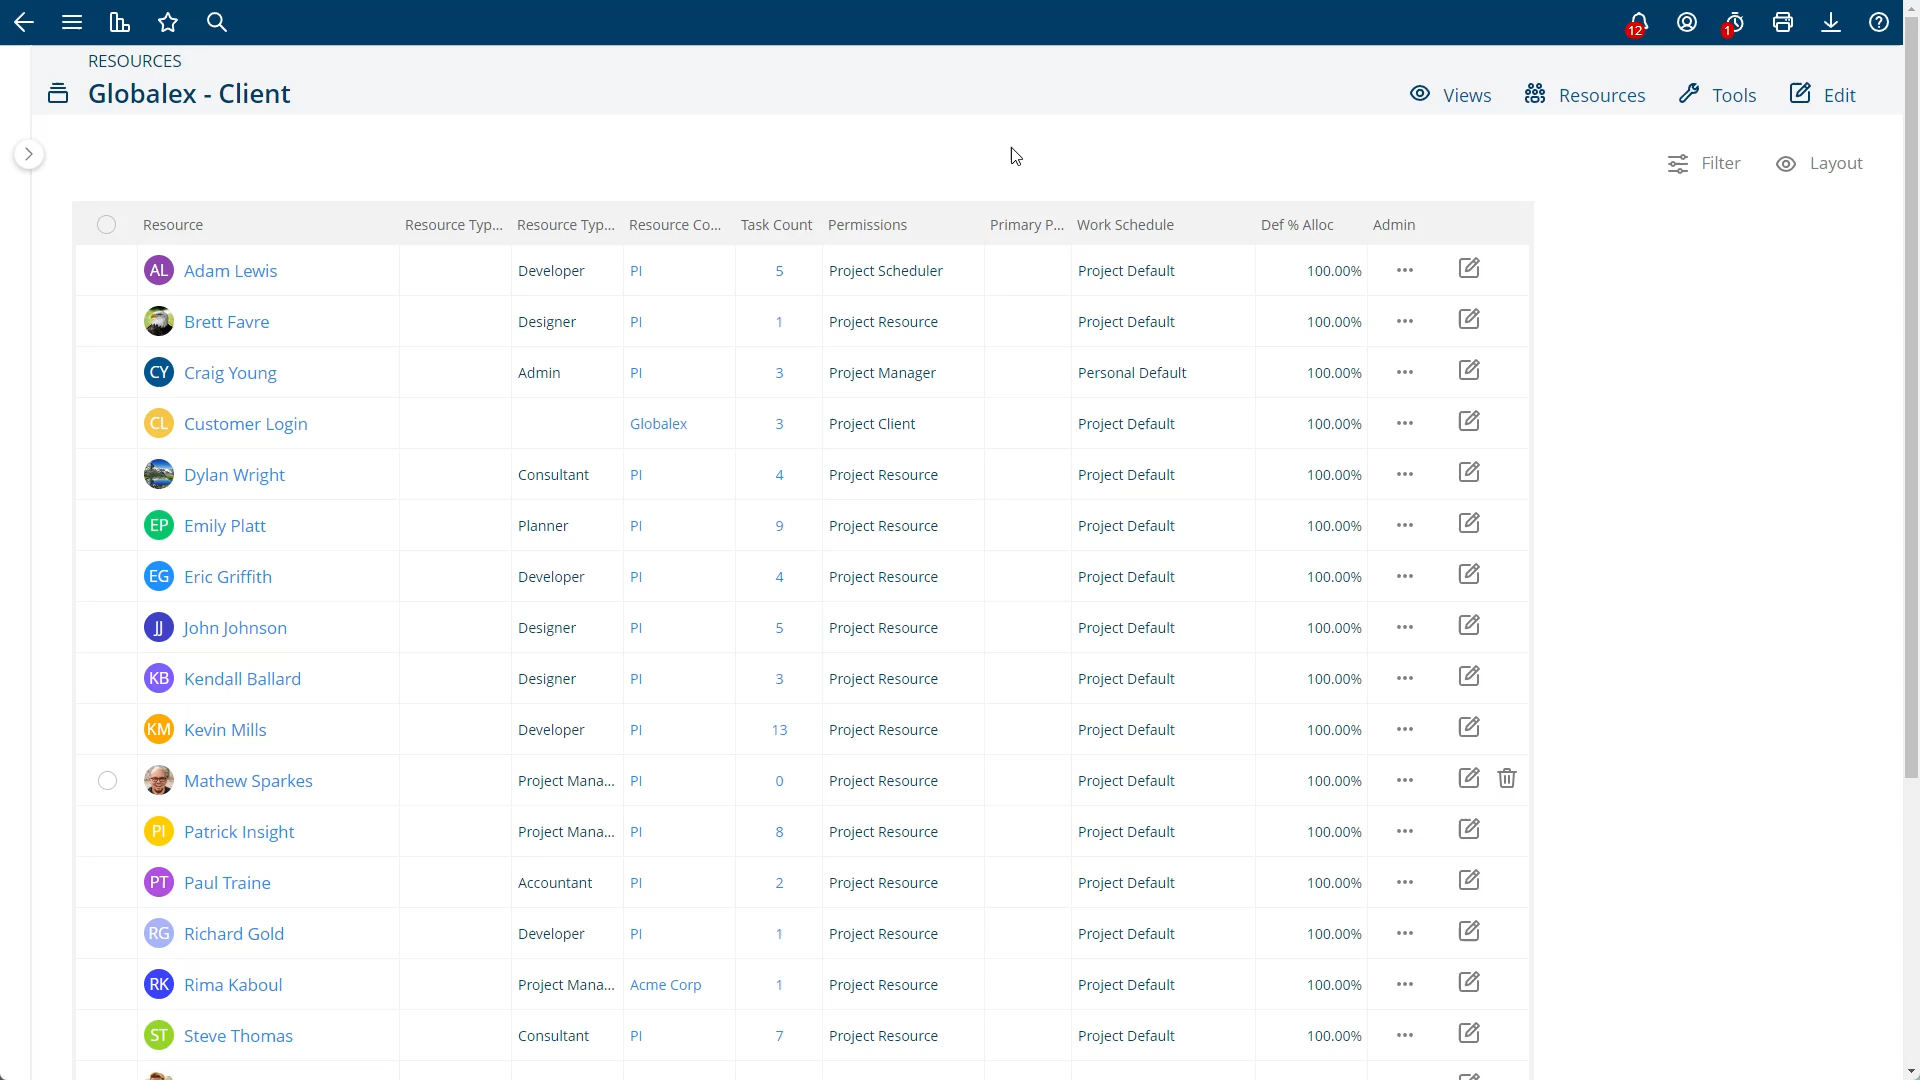 12
1
RESOURCES
Globalex - Client
Views Resources Tools Edit
Filter Layout
Resource Resource Typ... Resource Typ... Resource Co... Task Count Permissions Primary P... Work Schedule Def % Alloc Admin
AL Adam Lewis Developer PI 5 Project Scheduler Project Default 100.00% ...
Brett Favre Designer PI 1 Project Resource Project Default 100.00% ...
CY Craig Young Admin PI 3 Project Manager Personal Default 100.00% ...
CL Customer Login Globalex 3 Project Client Project Default 100.00% ...
Dylan Wright Consultant PI 4 Project Resource Project Default 100.00% ...
EP Emily Platt Planner PI 9 Project Resource Project Default 100.00% ...
EG Eric Griffith Developer PI 4 Project Resource Project Default 100.00% ...
JJ John Johnson Designer PI 5 Project Resource Project Default 100.00% ...
KB Kendall Ballard Designer PI 3 Project Resource Project Default 100.00% ...
KM Kevin Mills Developer PI 13 Project Resource Project Default 100.00% ...
Mathew Sparkes Project Mana... PI 0 Project Resource Project Default 100.00% ...
PI Patrick Insight Project Mana... PI 8 Project Resource Project Default 100.00% ...
PT Paul Traine Accountant PI 2 Project Resource Project Default 100.00% ...
RG Richard Gold Developer PI 1 Project Resource Project Default 100.00% ...
RK Rima Kaboul Project Mana... Acme Corp 1 Project Resource Project Default 100.00% ...
ST Steve Thomas Consultant PI 7 Project Resource Project Default 100.00% ...